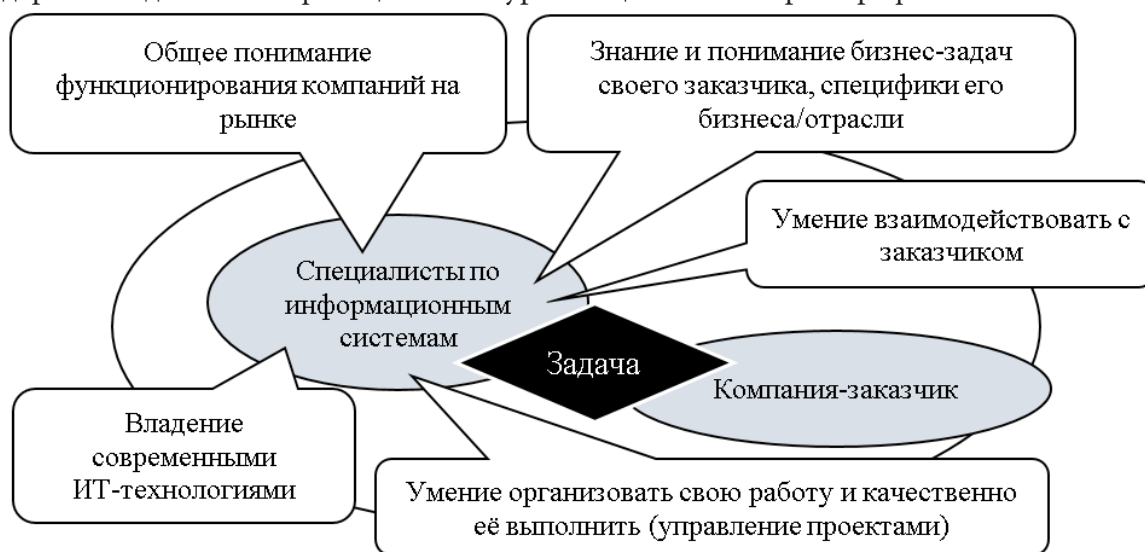 Общее понимание
функционирования компаний на
рынке
Знание и понимание бизнес-задач
своего заказчика, специфики его
бизнеса/отрасли
Умение взаимодействовать с
заказчиком
Специалисты по
информационным
системам
Задача
Компания-заказчик
Владение
современными
ИТ-технологиями
Умение организовать свою работу и качественно
её выполнить (управление проектами)